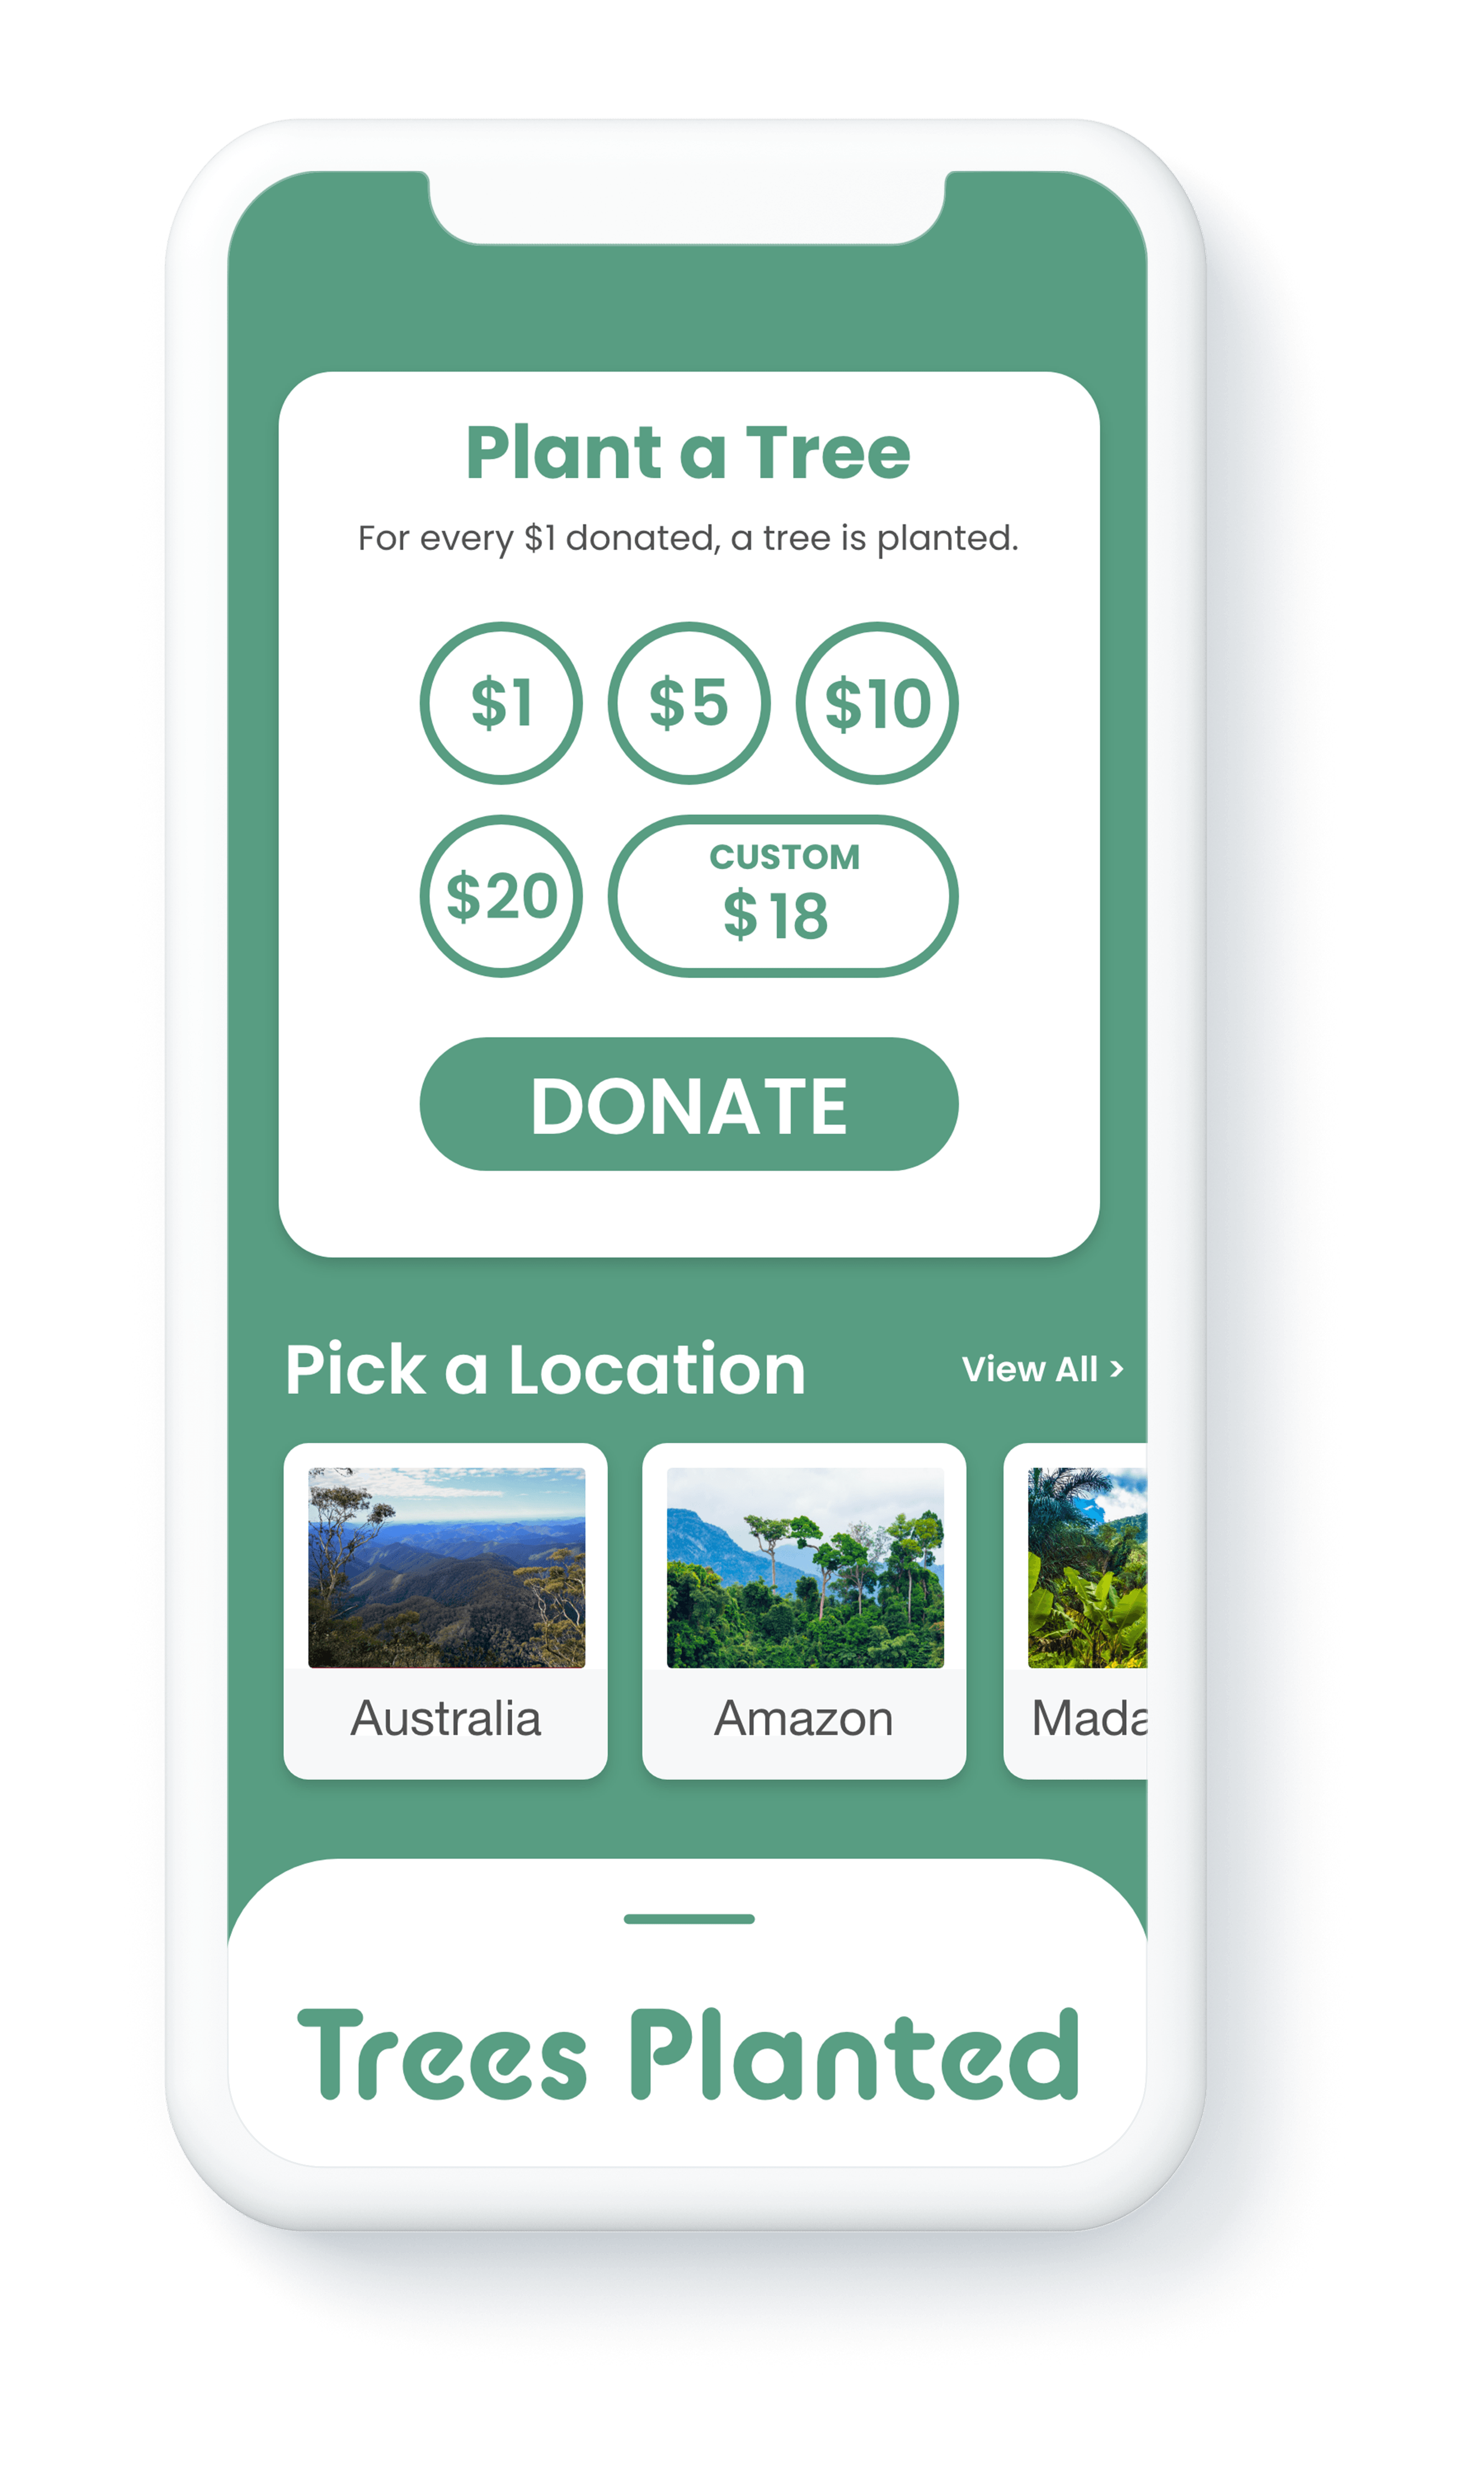 Plant a Tree
For every $1 donated, a tree is planted.
$1 $5 $10
$20
CUSTOM
$18
DONATE
Pick a Location
View All >
Australia
Amazon
Mada
Trees Planted